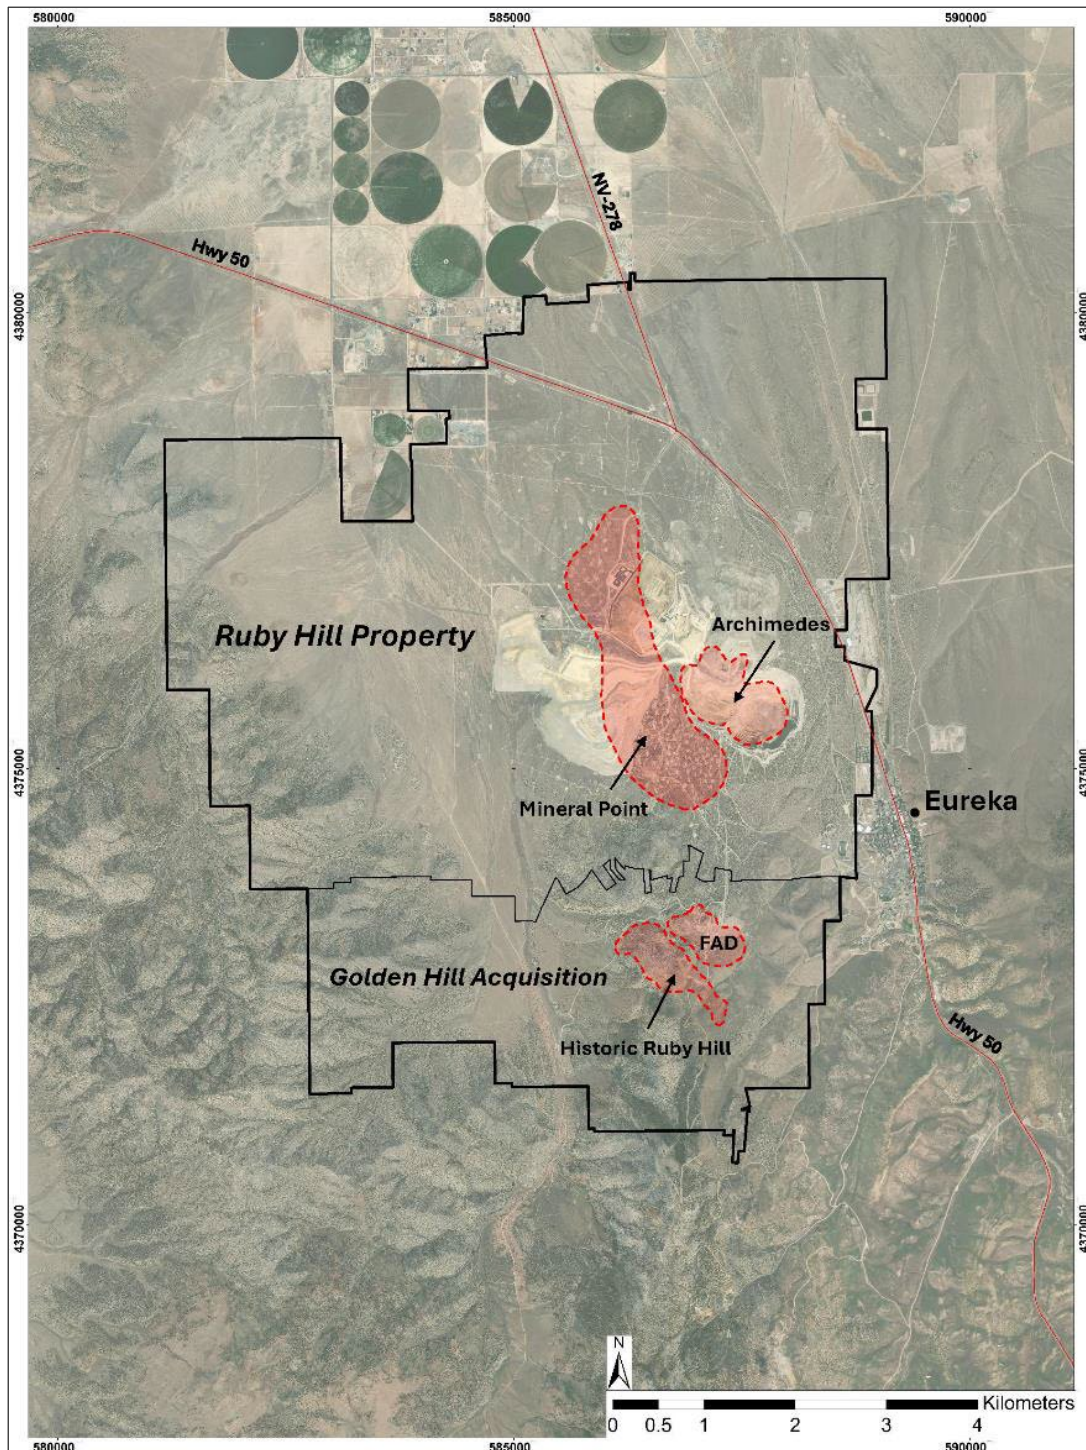 580000
585000
590000
NV-278
Hwy 50
4380000
4380000
Archimedes
Ruby Hill Property
4375000
4375000
Mineral Point
Eureka
FAD
Golden Hill Acquisition
Historic Ruby Hill
Hwy 50
4370000
4370000
N
Kilometers
0 0.5 1 2 3 4
580000
585000
590000